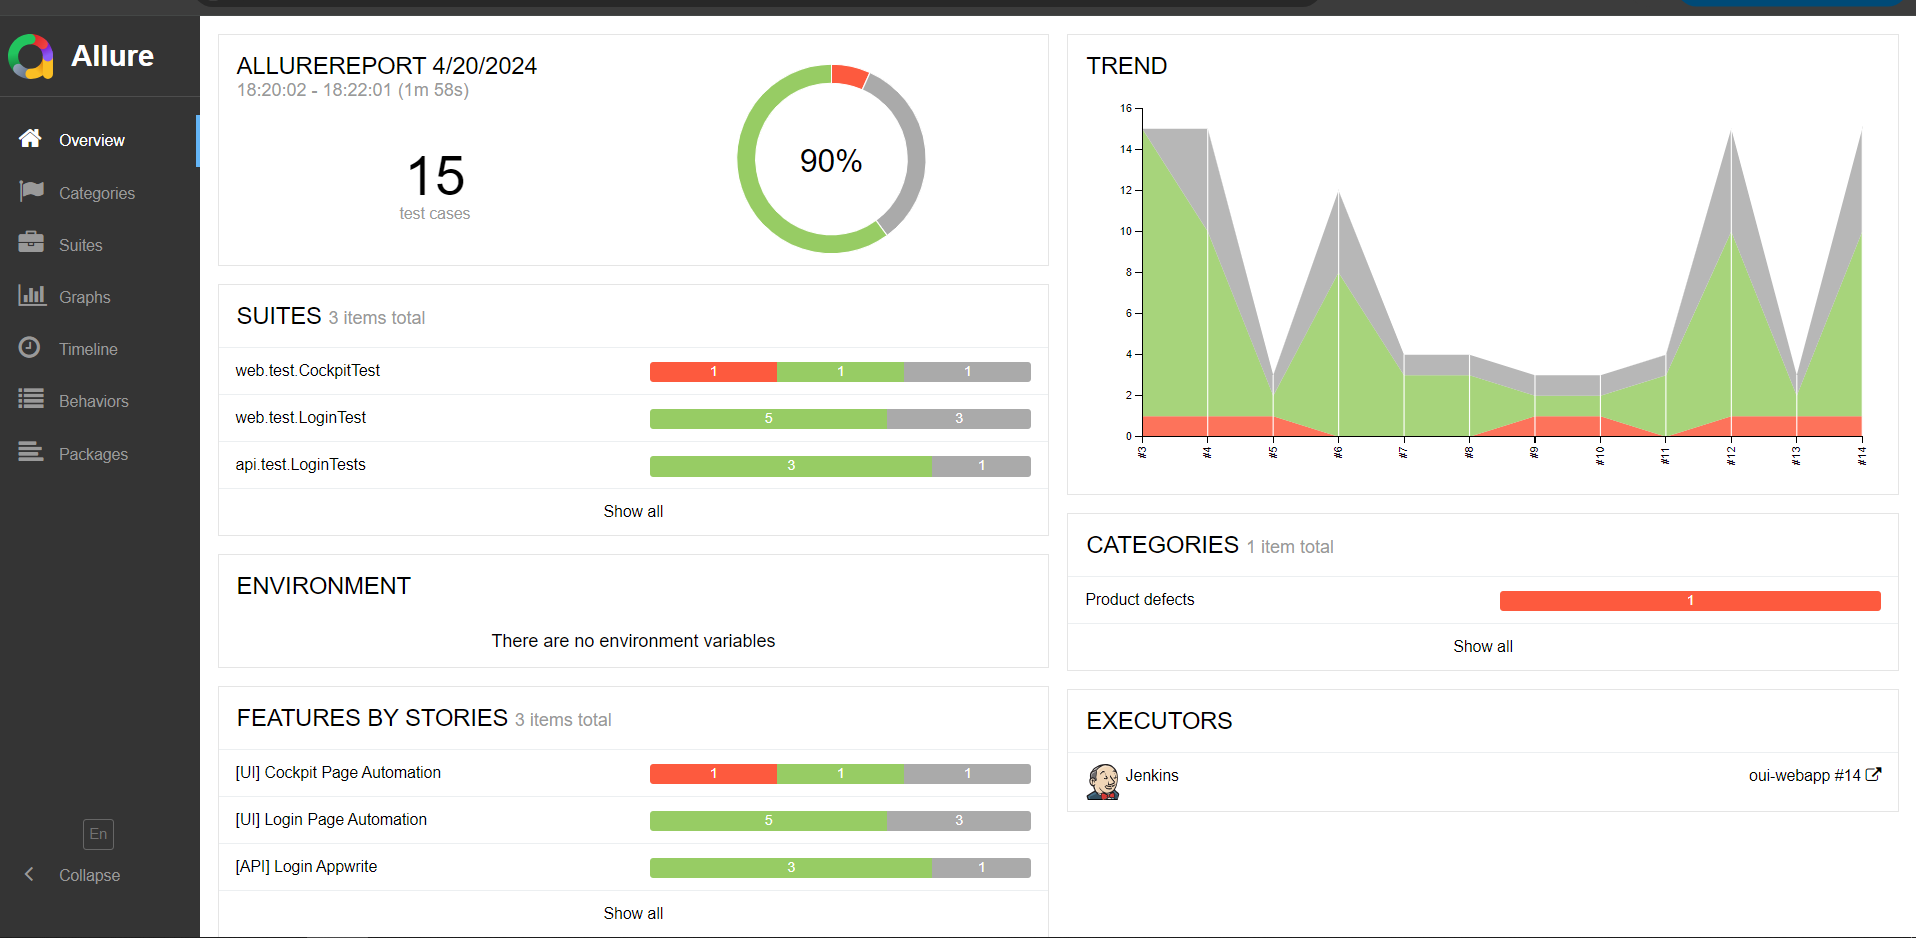 Allure
Overview
Categories
Suites
Graphs
Timeline
Behaviors
Packages
En
Collapse
ALLUREREPORT 4/20/2024
18:20:02 - 18:22:01 (1m 58s)
15
test cases
90%
SUITES 3 items total
web.test.CockpitTest 1 1 1
web.test.LoginTest 5 3
api.test.LoginTests 3 1
Show all
ENVIRONMENT
There are no environment variables
FEATURES BY STORIES 3 items total
[UI] Cockpit Page Automation 1 1 1
[UI] Login Page Automation 5 3
[API] Login Appwrite 3 1
Show all
TREND
16
14
12
10
8
6
4
2
0
#3 #4 #5 #6 #7 #8 #9 #10 #11 #12 #13 #14
CATEGORIES 1 item total
Product defects 1
Show all
EXECUTORS
Jenkins oui-webapp #14